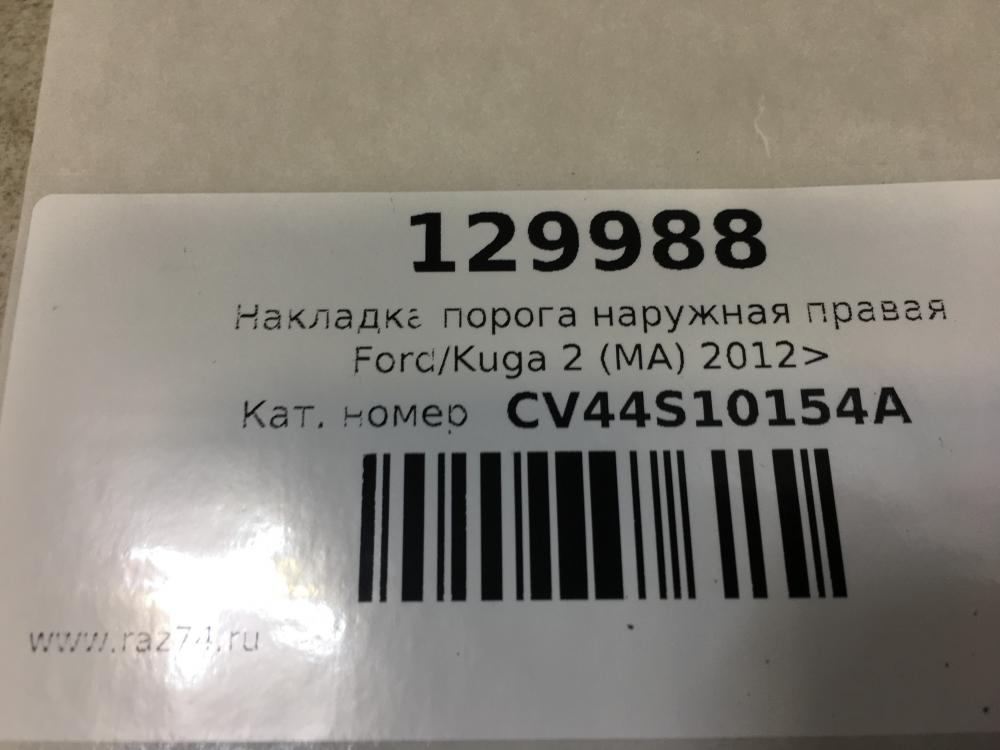 129988
Накладка порога наружная правая
Ford/Kuga 2 (MA) 2012>
Кат. номер CV44S10154A
www.raz74.ru